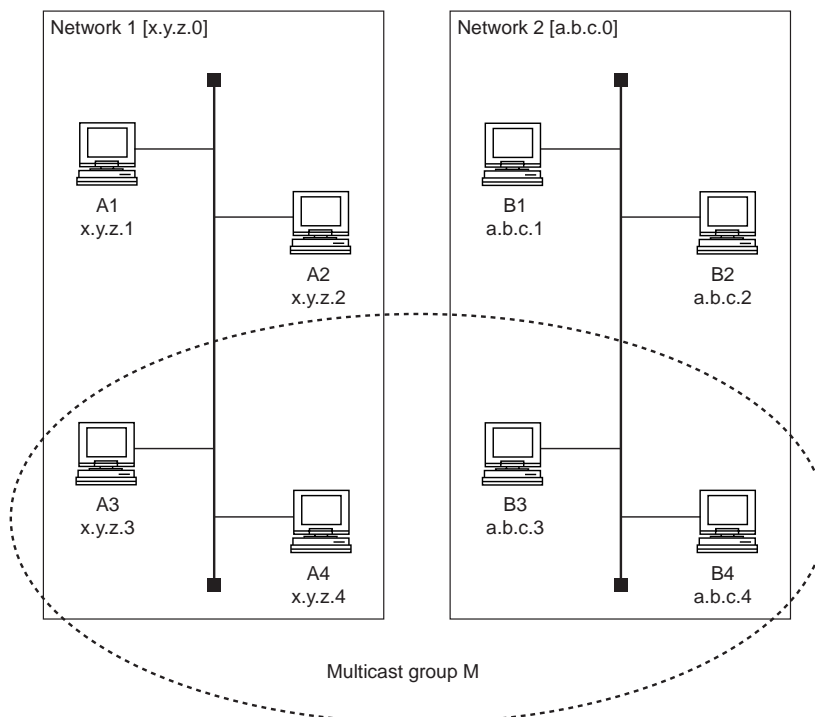 Network 1 [x.y.z.0]
Network 2 [a.b.c.0]
A1
x.y.z.1
B1
a.b.c.1
A2
x.y.z.2
B2
a.b.c.2
A3
x.y.z.3
B3
a.b.c.3
A4
x.y.z.4
B4
a.b.c.4
Multicast group M